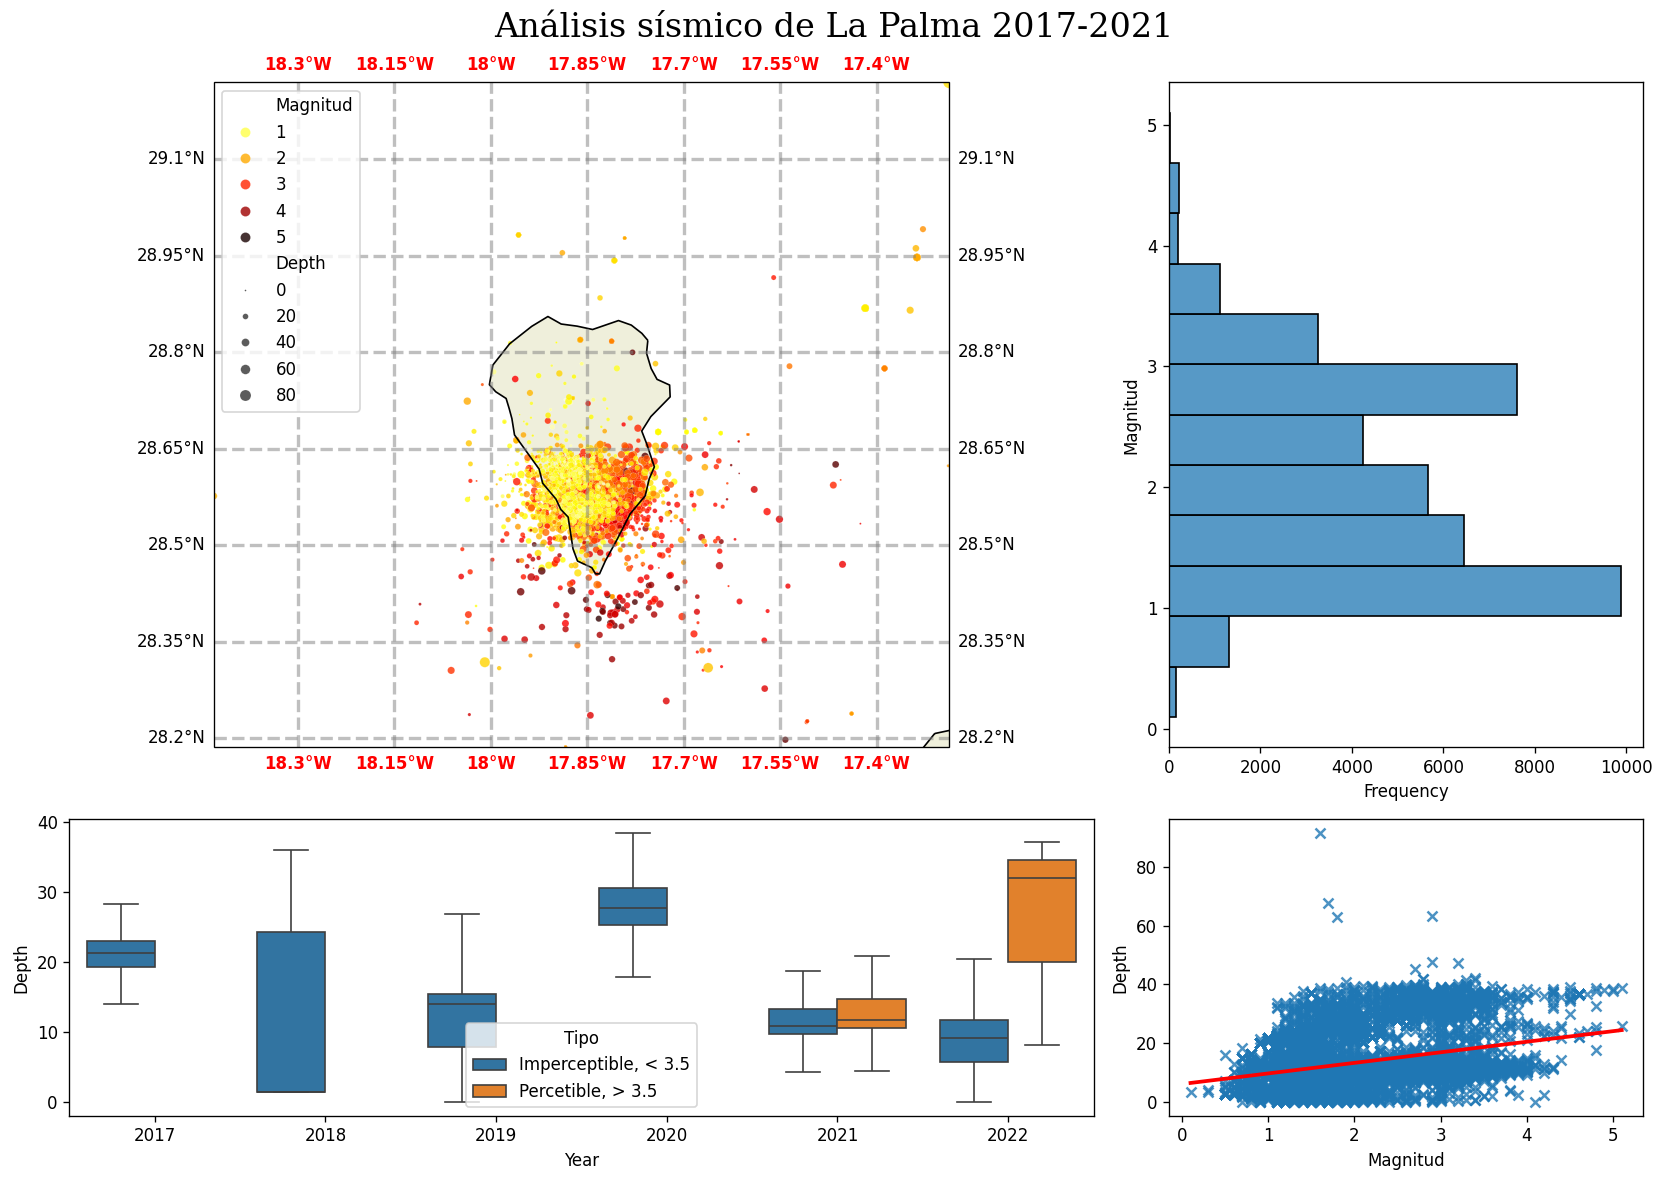 Análisis sísmico de La Palma 2017-2021
18.3°W 18.15°W 18°W 17.85°W 17.7°W 17.55°W 17.4°W
Magnitud
1
2
3
4
5
Depth
0
20
40
60
80
29.1°N
28.95°N
28.8°N
28.65°N
28.5°N
28.35°N
28.2°N
29.1°N
28.95°N
28.8°N
28.65°N
28.5°N
28.35°N
28.2°N
18.3°W 18.15°W 18°W 17.85°W 17.7°W 17.55°W 17.4°W
Magnitud
5
4
3
2
1
0
0 2000 4000 6000 8000 10000
Frequency
Depth
40
30
20
10
0
Tipo
Imperceptible, < 3.5
Percetible, > 3.5
2017 2018 2019 2020 2021 2022
Year
Depth
80
60
40
20
0
0 1 2 3 4 5
Magnitud